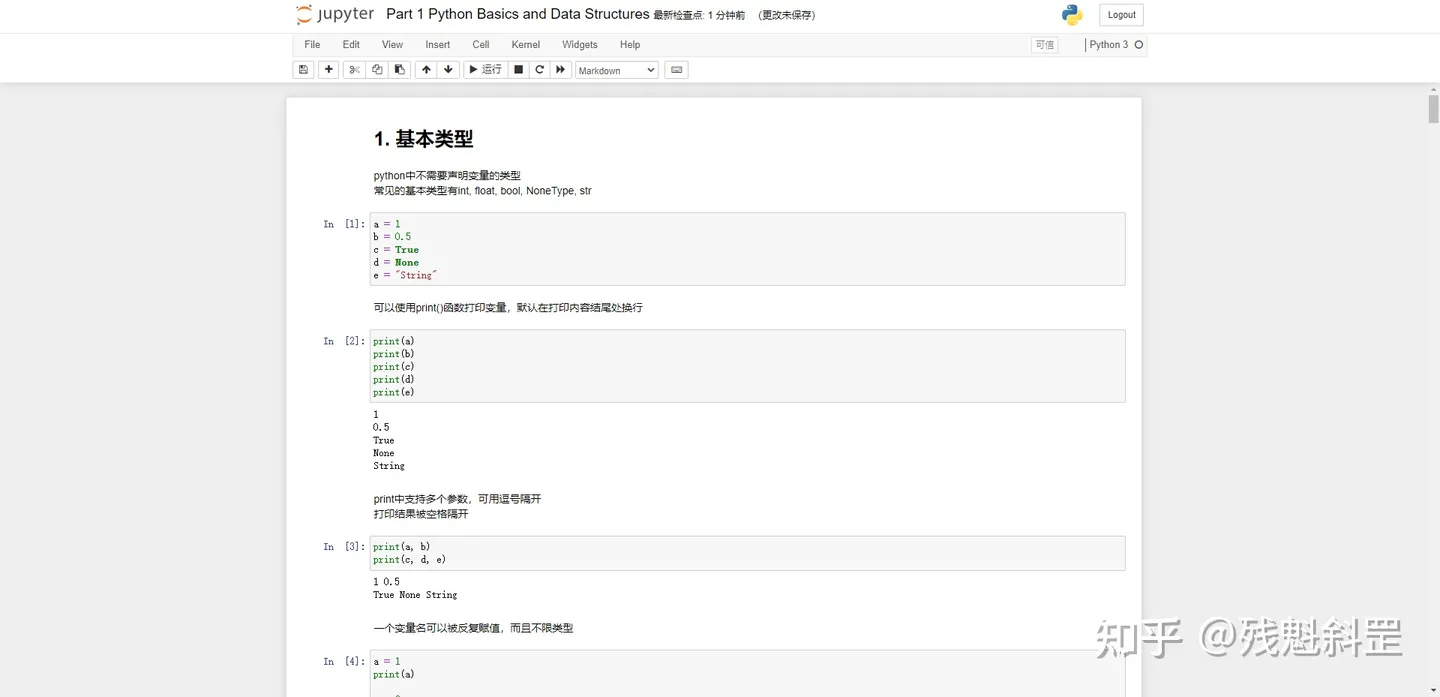 jupyter Part 1 Python Basics and Data Structures 最新检查点: 1 分钟前 (更改未保存) Logout
File Edit View Insert Cell Kernel Widgets Help 可信 Python 3
运行 Markdown
1. 基本类型
python中不需要声明变量的类型
常见的基本类型有int, float, bool, NoneType, str
In [1]: a = 1
b = 0.5
c = True
d = None
e = "String"
可以使用print()函数打印变量，默认在打印内容结尾处换行
In [2]: print(a)
print(b)
print(c)
print(d)
print(e)
1
0.5
True
None
String
print中支持多个参数，可用逗号隔开
打印结果被空格隔开
In [3]: print(a, b)
print(c, d, e)
1 0.5
True None String
一个变量名可以被反复赋值，而且不限类型
In [4]: a = 1
print(a)
知乎 @残魁斜罡